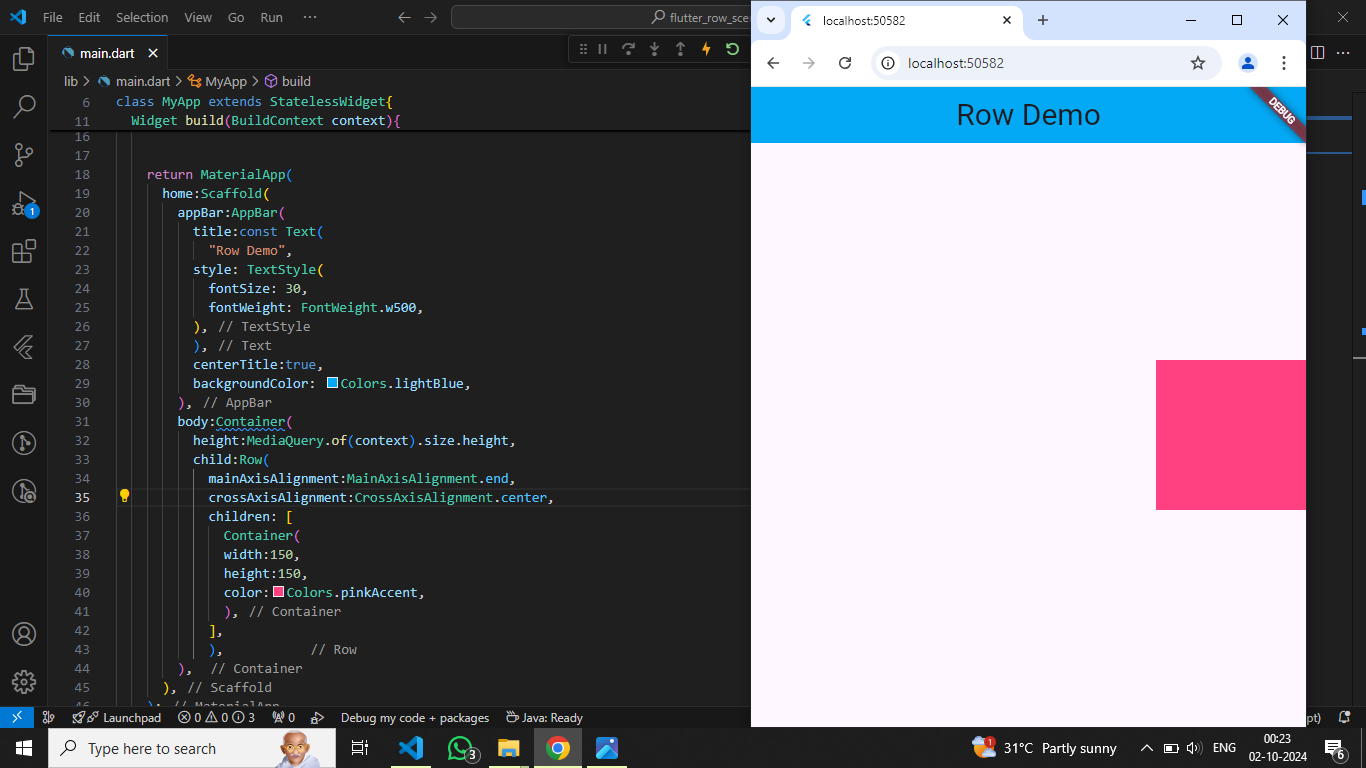 File Edit Selection View Go Run ···
flutter_row_sce
main.dart
lib > main.dart > MyApp > build
6 class MyApp extends StatelessWidget{
11 Widget build(BuildContext context){
16
17
18 return MaterialApp(
19 home:Scaffold(
20 appBar:AppBar(
21 title:const Text(
22 "Row Demo",
23 style: TextStyle(
24 fontSize: 30,
25 fontWeight: FontWeight.w500,
26 ), // TextStyle
27 ), // Text
28 centerTitle:true,
29 backgroundColor: Colors.lightBlue,
30 ), // AppBar
31 body:Container(
32 height:MediaQuery.of(context).size.height,
33 child:Row(
34 mainAxisAlignment:MainAxisAlignment.end,
35 crossAxisAlignment:CrossAxisAlignment.center,
36 children: [
37 Container(
38 width:150,
39 height:150,
40 color:Colors.pinkAccent,
41 ), // Container
42 ],
43 ), // Row
44 ), // Container
45 ), // Scaffold
46 ); // MaterialApp
1
Launchpad 0 0 3 0 Debug my code + packages Java: Ready
pt)
localhost:50582
localhost:50582
Row Demo
DEBUG
Type here to search
3
1
31°C Partly sunny
ENG
00:23
02-10-2024
6